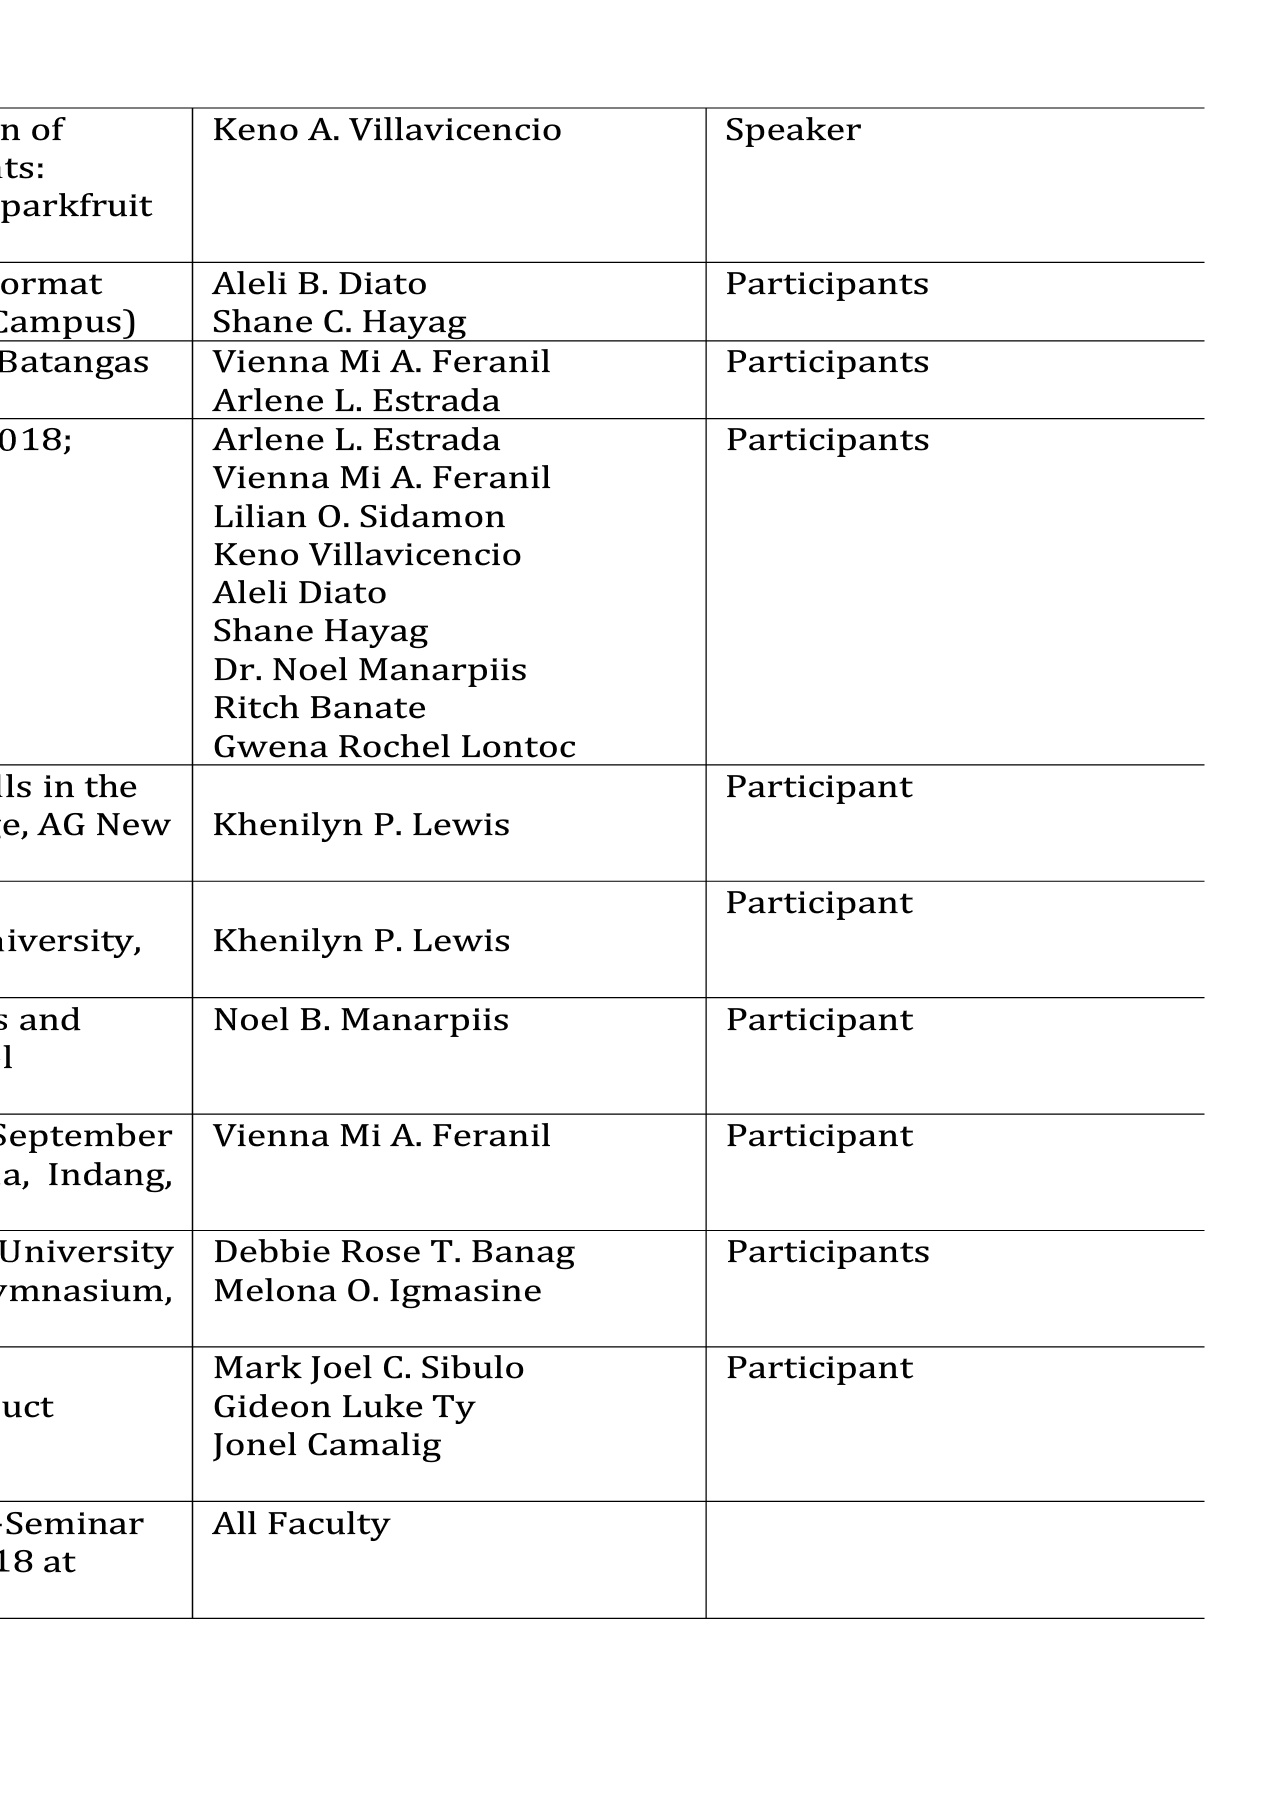 n of Keno A. Villavicencio Speaker
ts:
parkfruit
ormat Aleli B. Diato Participants
Campus) Shane C. Hayag
Batangas Vienna Mi A. Feranil Participants
Arlene L. Estrada
018; Arlene L. Estrada Participants
Vienna Mi A. Feranil
Lilian O. Sidamon
Keno Villavicencio
Aleli Diato
Shane Hayag
Dr. Noel Manarpiis
Ritch Banate
Gwena Rochel Lontoc
lls in the Participant
e, AG New Khenilyn P. Lewis
Participant
iversity, Khenilyn P. Lewis
s and Noel B. Manarpiis Participant
l
September Vienna Mi A. Feranil Participant
a, Indang,
University Debbie Rose T. Banag Participants
ymnasium, Melona O. Igmasine
Mark Joel C. Sibulo Participant
uct Gideon Luke Ty
Jonel Camalig
-Seminar All Faculty
18 at